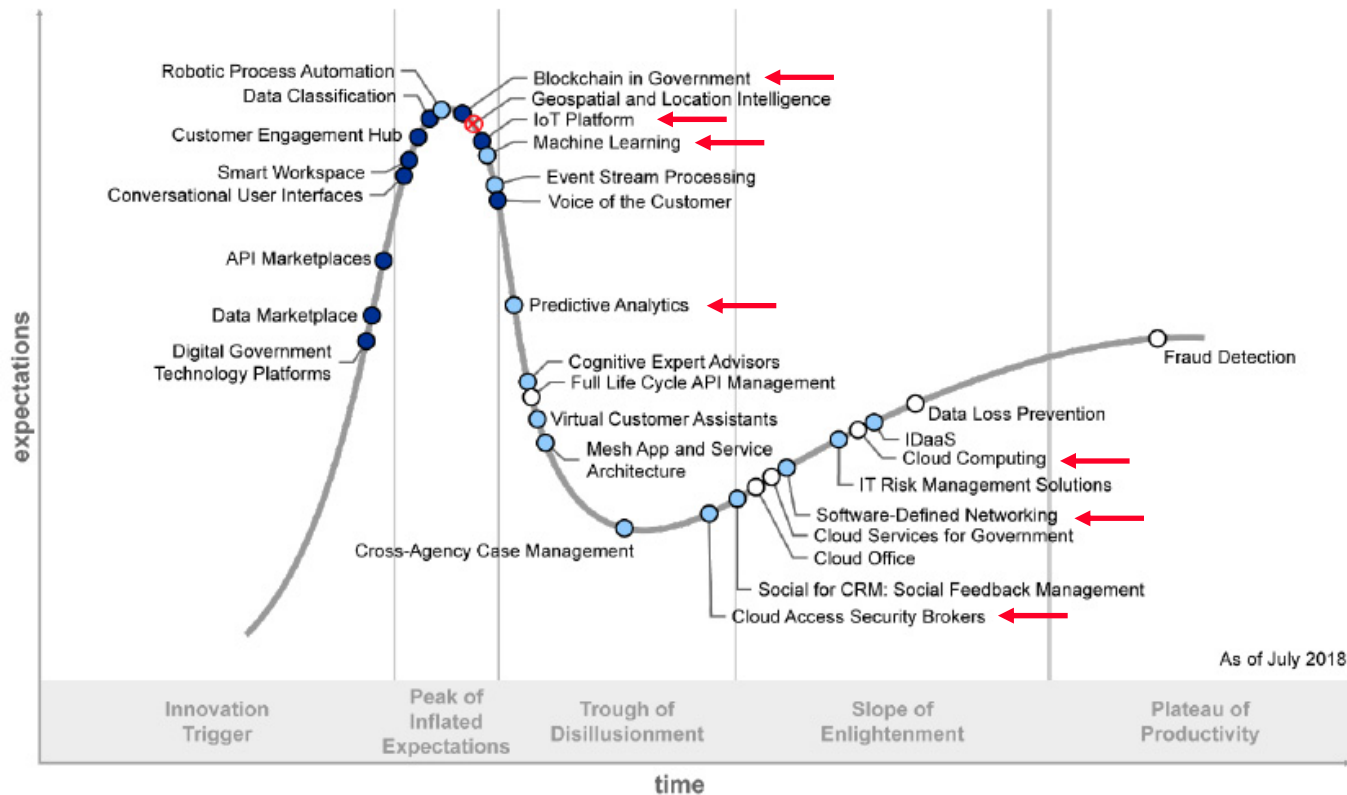 Robotic Process Automation
Data Classification
Customer Engagement Hub
Smart Workspace
Conversational User Interfaces
API Marketplaces
Data Marketplace
Digital Government
Technology Platforms
Blockchain in Government
Geospatial and Location Intelligence
IoT Platform
Machine Learning
Event Stream Processing
Voice of the Customer
Predictive Analytics
Cognitive Expert Advisors
Full Life Cycle API Management
Virtual Customer Assistants
Mesh App and Service
Architecture
Cross-Agency Case Management
Fraud Detection
Data Loss Prevention
IDaaS
Cloud Computing
IT Risk Management Solutions
Software-Defined Networking
Cloud Services for Government
Cloud Office
Social for CRM: Social Feedback Management
Cloud Access Security Brokers
As of July 2018
expectations
Innovation
Trigger
Peak of
Inflated
Expectations
Trough of
Disillusionment
Slope of
Enlightenment
Plateau of
Productivity
time